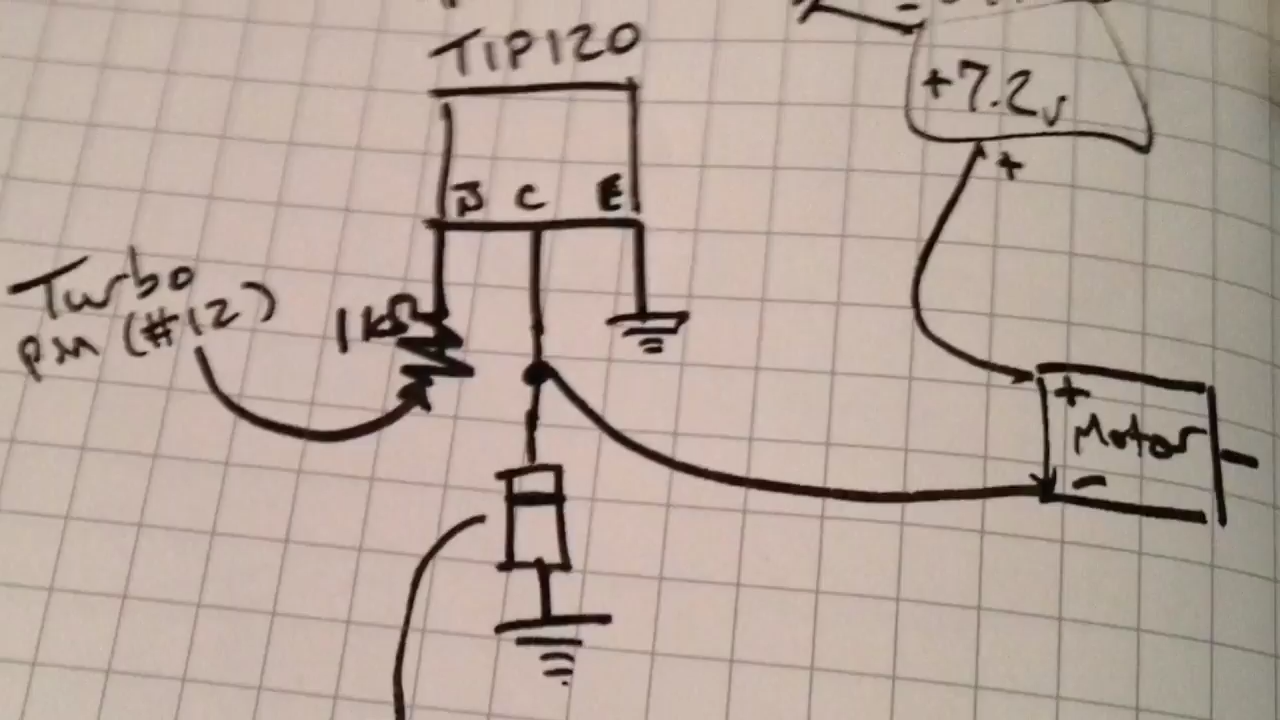 TIP120
+7.2v
+
B C E
Turbo
pin (#12)
1kΩ
+
Motor
-